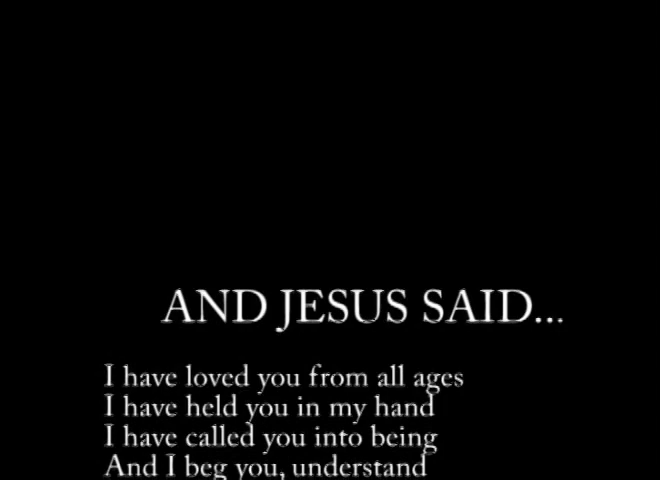 AND JESUS SAID...
I have loved you from all ages
I have held you in my hand
I have called you into being
And I beg you, understand